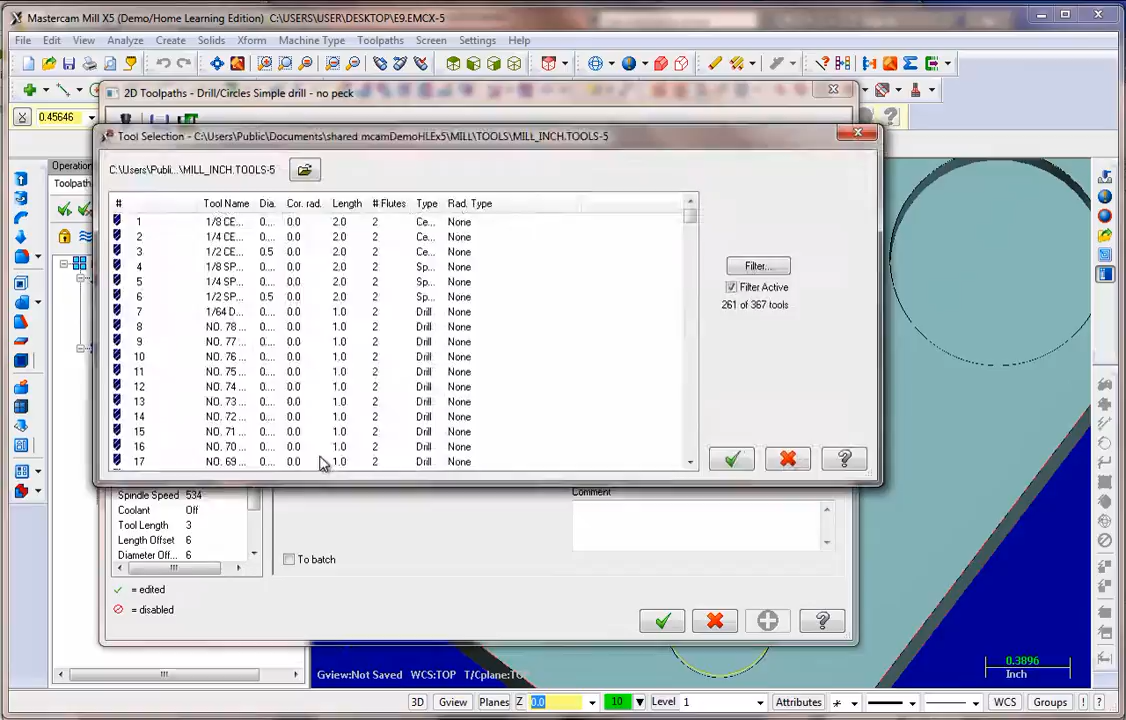 Mastercam Mill X5 (Demo/Home Learning Edition) C:\USERS\USER\DESKTOP\E9.EMCX-5
File Edit View Analyze Create Solids Xform Machine Type Toolpaths Screen Settings Help
2D Toolpaths - Drill/Circles Simple drill - no peck
0.45646
Tool Selection - C:\Users\Public\Documents\shared mcamDemoHLEx5\MILL\TOOLS\MILL_INCH.TOOLS-5
Operation
Toolpath
C:\Users\Publi...\MILL_INCH.TOOLS-5
# Tool Name Dia. Cor. rad. Length # Flutes Type Rad. Type
1 1/8 CE... 0.... 0.0 2.0 2 Ce... None
2 1/4 CE... 0.... 0.0 2.0 2 Ce... None
3 1/2 CE... 0.5 0.0 2.0 2 Ce... None
4 1/8 SP... 0.... 0.0 2.0 2 Sp... None
5 1/4 SP... 0.... 0.0 2.0 2 Sp... None
6 1/2 SP... 0.5 0.0 2.0 2 Sp... None
7 1/64 D... 0.... 0.0 1.0 2 Drill None
8 NO. 78 ... 0.... 0.0 1.0 2 Drill None
9 NO. 77 ... 0.... 0.0 1.0 2 Drill None
10 NO. 76 ... 0.... 0.0 1.0 2 Drill None
11 NO. 75 ... 0.... 0.0 1.0 2 Drill None
12 NO. 74 ... 0.... 0.0 1.0 2 Drill None
13 NO. 73 ... 0.... 0.0 1.0 2 Drill None
14 NO. 72 ... 0.... 0.0 1.0 2 Drill None
15 NO. 71 ... 0.... 0.0 1.0 2 Drill None
16 NO. 70 ... 0.... 0.0 1.0 2 Drill None
17 NO. 69 ... 0.... 0.0 1.0 2 Drill None
Filter...
Filter Active
261 of 367 tools
Spindle Speed 534
Coolant Off
Tool Length 3
Length Offset 6
Diameter Off... 6
Comment
To batch
= edited
= disabled
0.3896
Inch
Gview:Not Saved WCS:TOP T/Cplane:TOP
3D Gview Planes Z 0.0 10 Level 1 Attributes WCS Groups ! ?